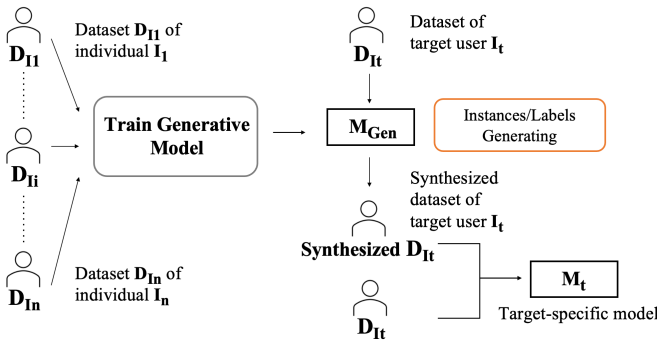 Dataset D_I1 of
individual I_1
D_I1
D_Ii
D_In
Dataset D_In of
individual I_n
Train Generative
Model
Dataset of
target user I_t
D_It
M_Gen
Instances/Labels
Generating
Synthesized
dataset of
target user I_t
Synthesized D_It
D_It
M_t
Target-specific model